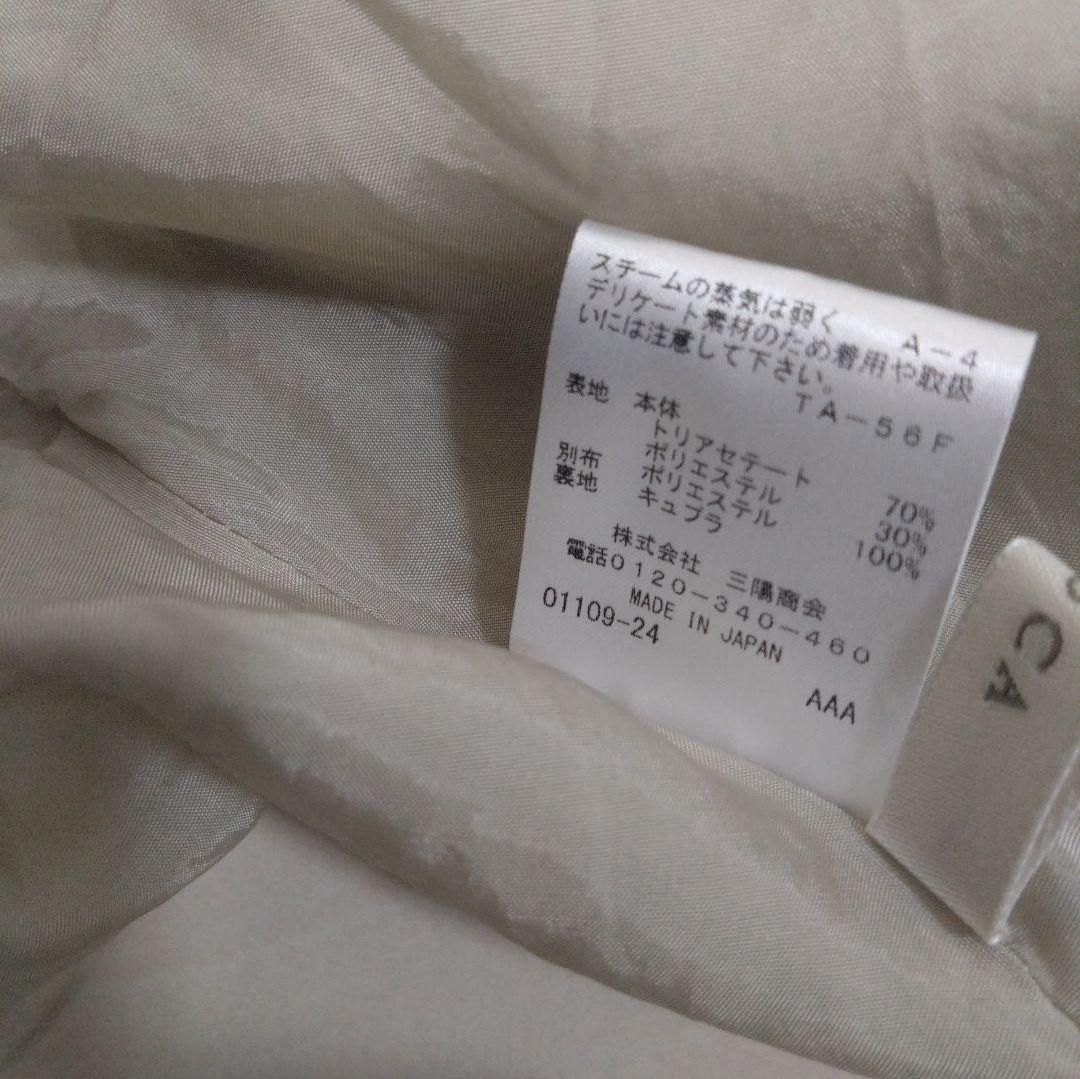 スチームの蒸気は弱く A－4
デリケート素材のため着用や取扱
いには注意して下さい。
TA－56F
表地 本体
トリアセテート 70%
ポリエステル 30%
別布 ポリエステル 100%
裏地 キュプラ
株式会社 三陽商会
電話0120－340－460
MADE IN JAPAN
01109-24
AAA
CA